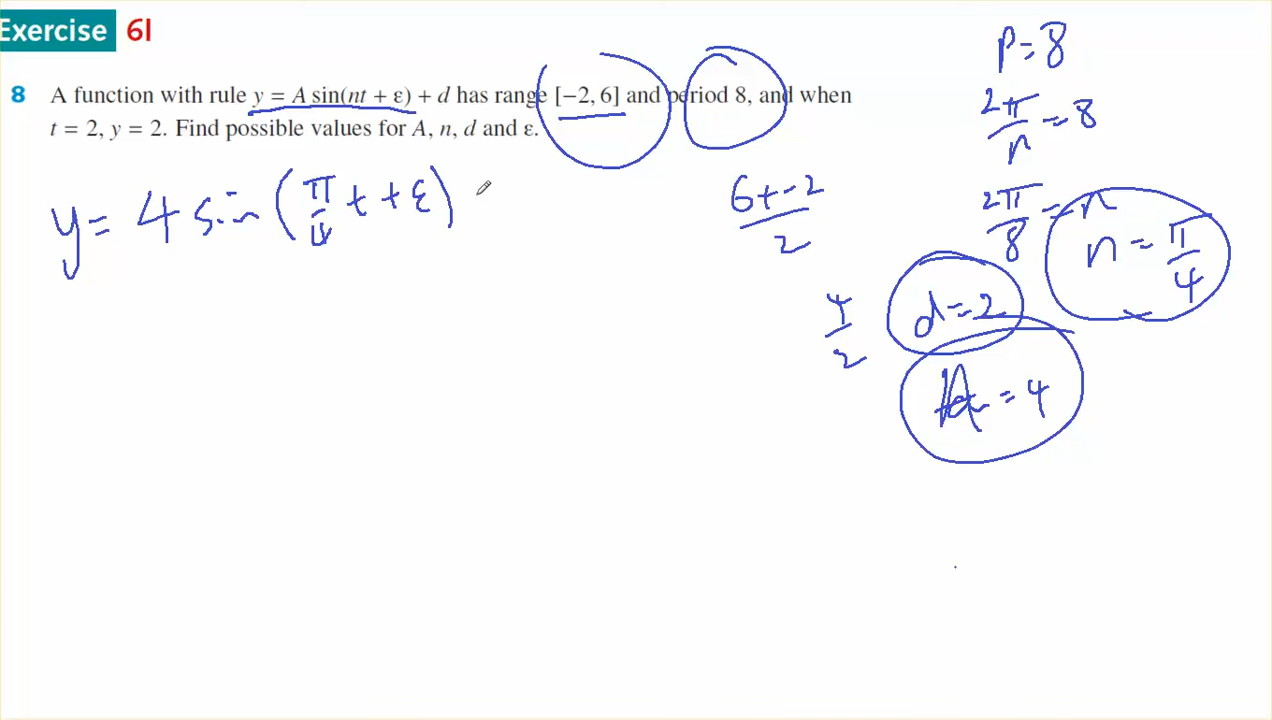 Exercise 6I
8 A function with rule y = A sin(nt + ε) + d has range [−2, 6] and period 8, and when
t = 2, y = 2. Find possible values for A, n, d and ε.
P = 8
2π/n = 8
2π/8 = n
n = π/4
6+-2/2
4/2
d = 2
A = 4
y = 4 sin(π/4 t + ε)